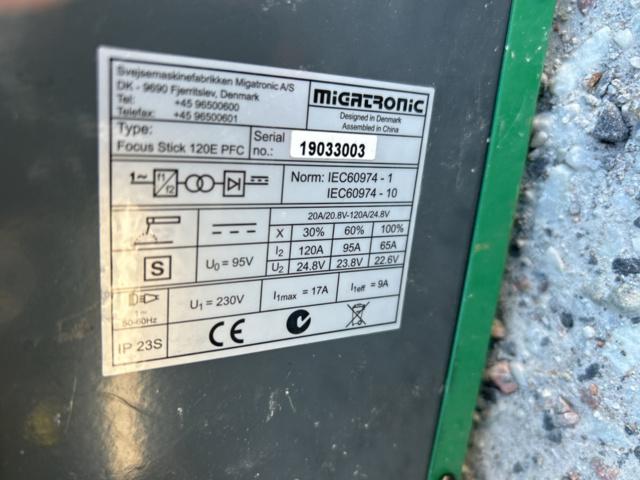 Svejsemaskinefabrikken Migatronic A/S
DK - 9690 Fjerritslev, Denmark
Tel: +45 96500600
Telefax: +45 96500601
MIGATRONIC
Designed in Denmark
Assembled in China
Type:
Focus Stick 120E PFC
Serial no.: 19033003
1~ f1 f2
Norm: IEC60974 - 1
IEC60974 - 10
20A/20.8V-120A/24.8V
X 30% 60% 100%
I2 120A 95A 65A
U2 24.8V 23.8V 22.6V
S
U0 = 95V
1~
50-60Hz
U1 = 230V
I1max = 17A
I1eff = 9A
IP 23S
CE